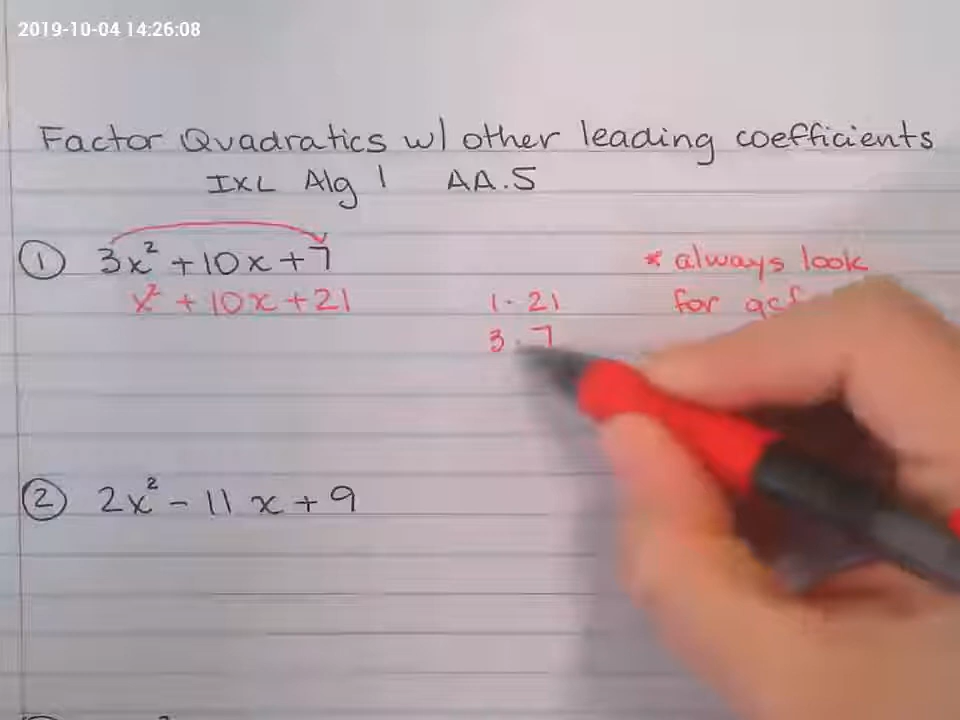 2019-10-04 14:26:08
Factor Quadratics w/ other leading coefficients
IXL Alg 1 AA.5
① 3x² + 10x + 7
x² + 10x + 21
1 · 21
3 · 7
* always look
for gcf
② 2x² - 11x + 9